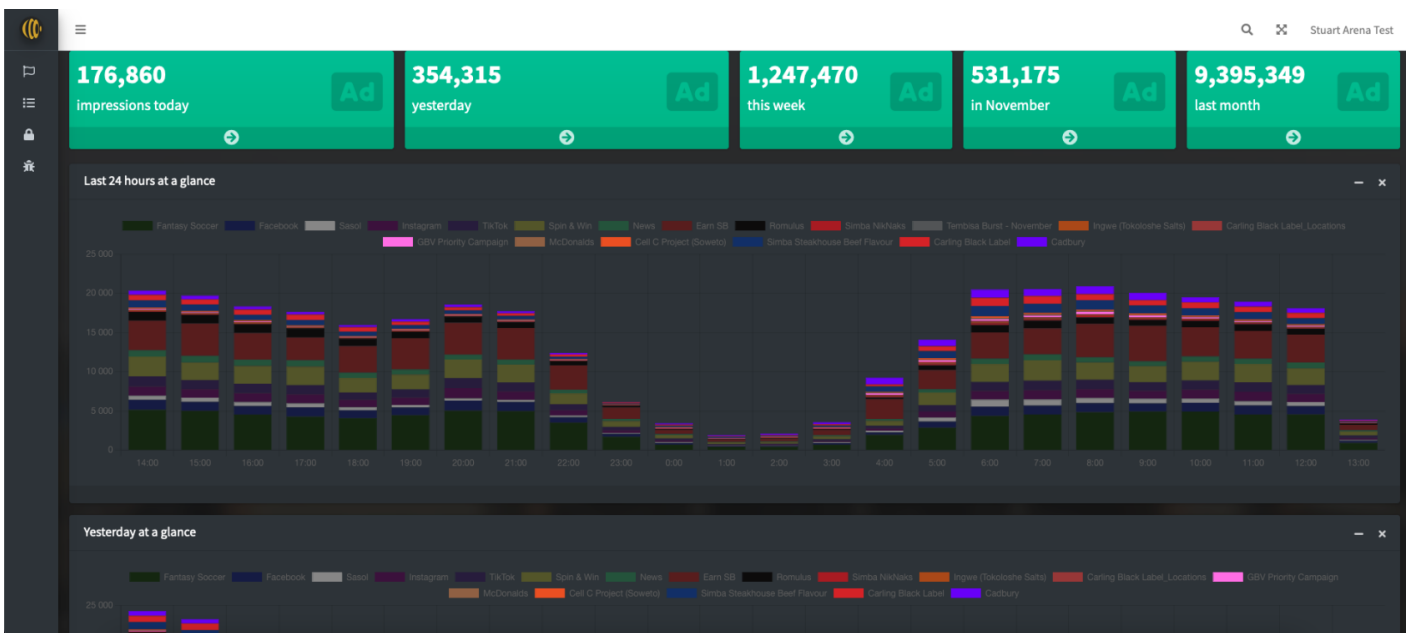 Stuart Arena Test
176,860
impressions today
Ad
354,315
yesterday
Ad
1,247,470
this week
Ad
531,175
in November
Ad
9,395,349
last month
Ad
Last 24 hours at a glance
Fantasy Soccer Facebook Sasol Instagram TikTok Spin & Win News Earn SB Romulus Simba NikNaks Tembisa Burst - November Ingwe (Tokoloshe Salts) Carling Black Label_Locations
GBV Priority Campaign McDonalds Cell C Project (Soweto) Simba Steakhouse Beef Flavour Carling Black Label Cadbury
25 000
20 000
15 000
10 000
5 000
0
14:00 15:00 16:00 17:00 18:00 19:00 20:00 21:00 22:00 23:00 0:00 1:00 2:00 3:00 4:00 5:00 6:00 7:00 8:00 9:00 10:00 11:00 12:00 13:00
Yesterday at a glance
Fantasy Soccer Facebook Sasol Instagram TikTok Spin & Win News Earn SB Romulus Simba NikNaks Ingwe (Tokoloshe Salts) Carling Black Label_Locations GBV Priority Campaign
McDonalds Cell C Project (Soweto) Simba Steakhouse Beef Flavour Carling Black Label Cadbury
25 000